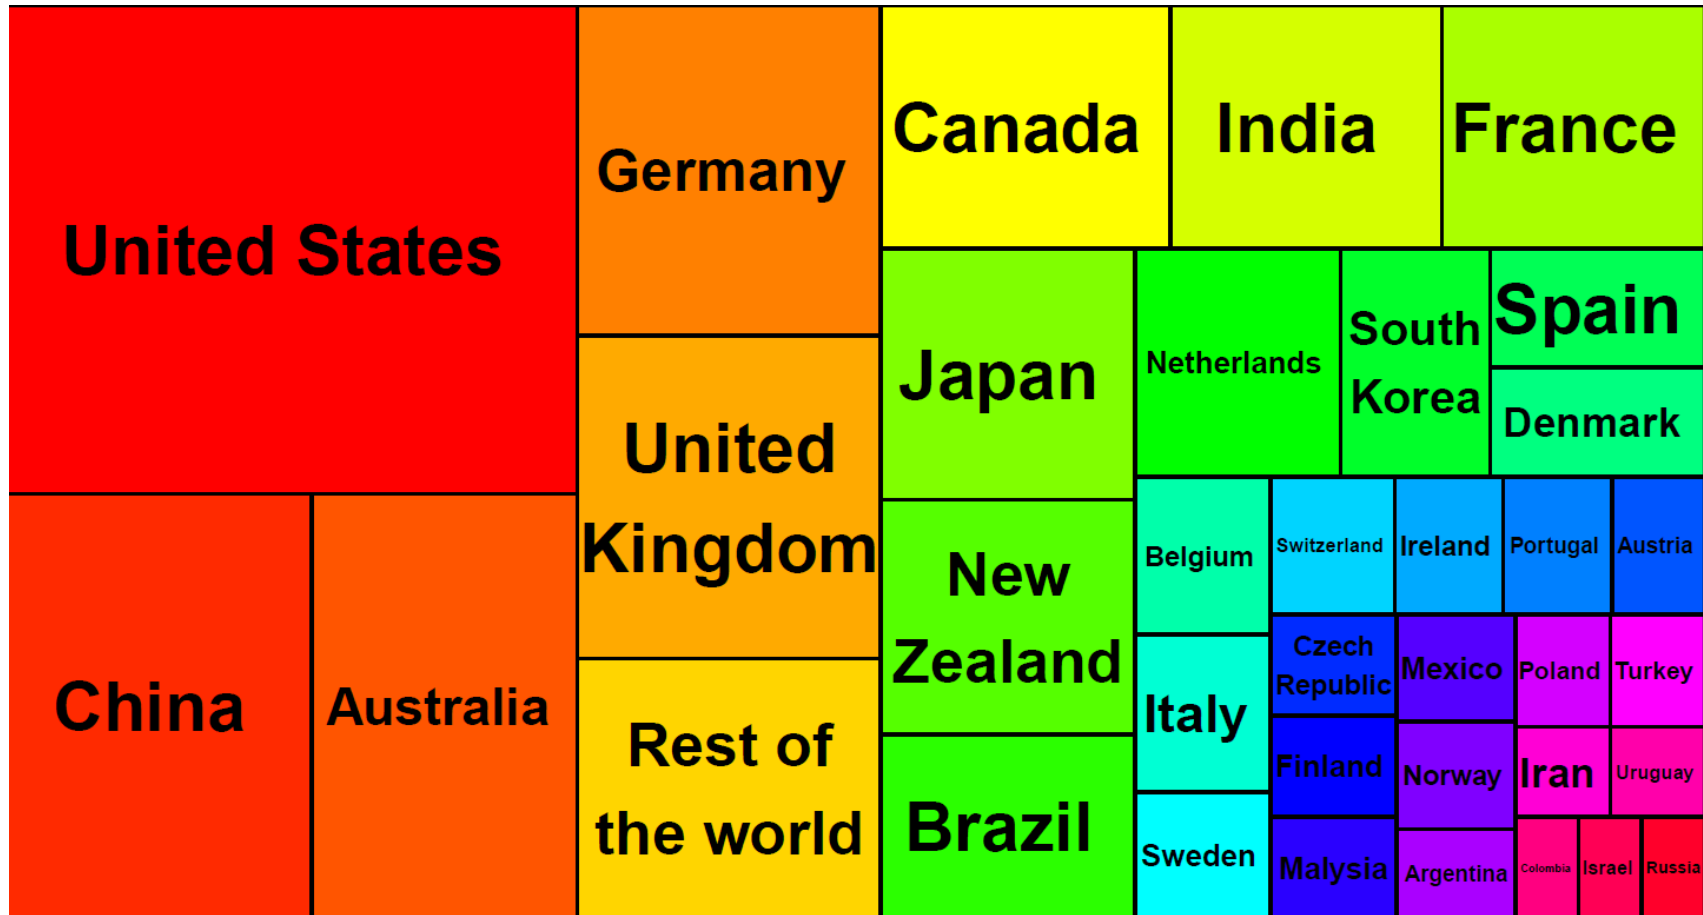 United States
China
Australia
Germany
United
Kingdom
Rest of
the world
Canada
India
France
Japan
New
Zealand
Brazil
Netherlands
South
Korea
Spain
Denmark
Belgium
Italy
Sweden
Switzerland
Ireland
Portugal
Austria
Czech
Republic
Finland
Malysia
Mexico
Norway
Argentina
Poland
Turkey
Iran
Uruguay
Colombia
Israel
Russia